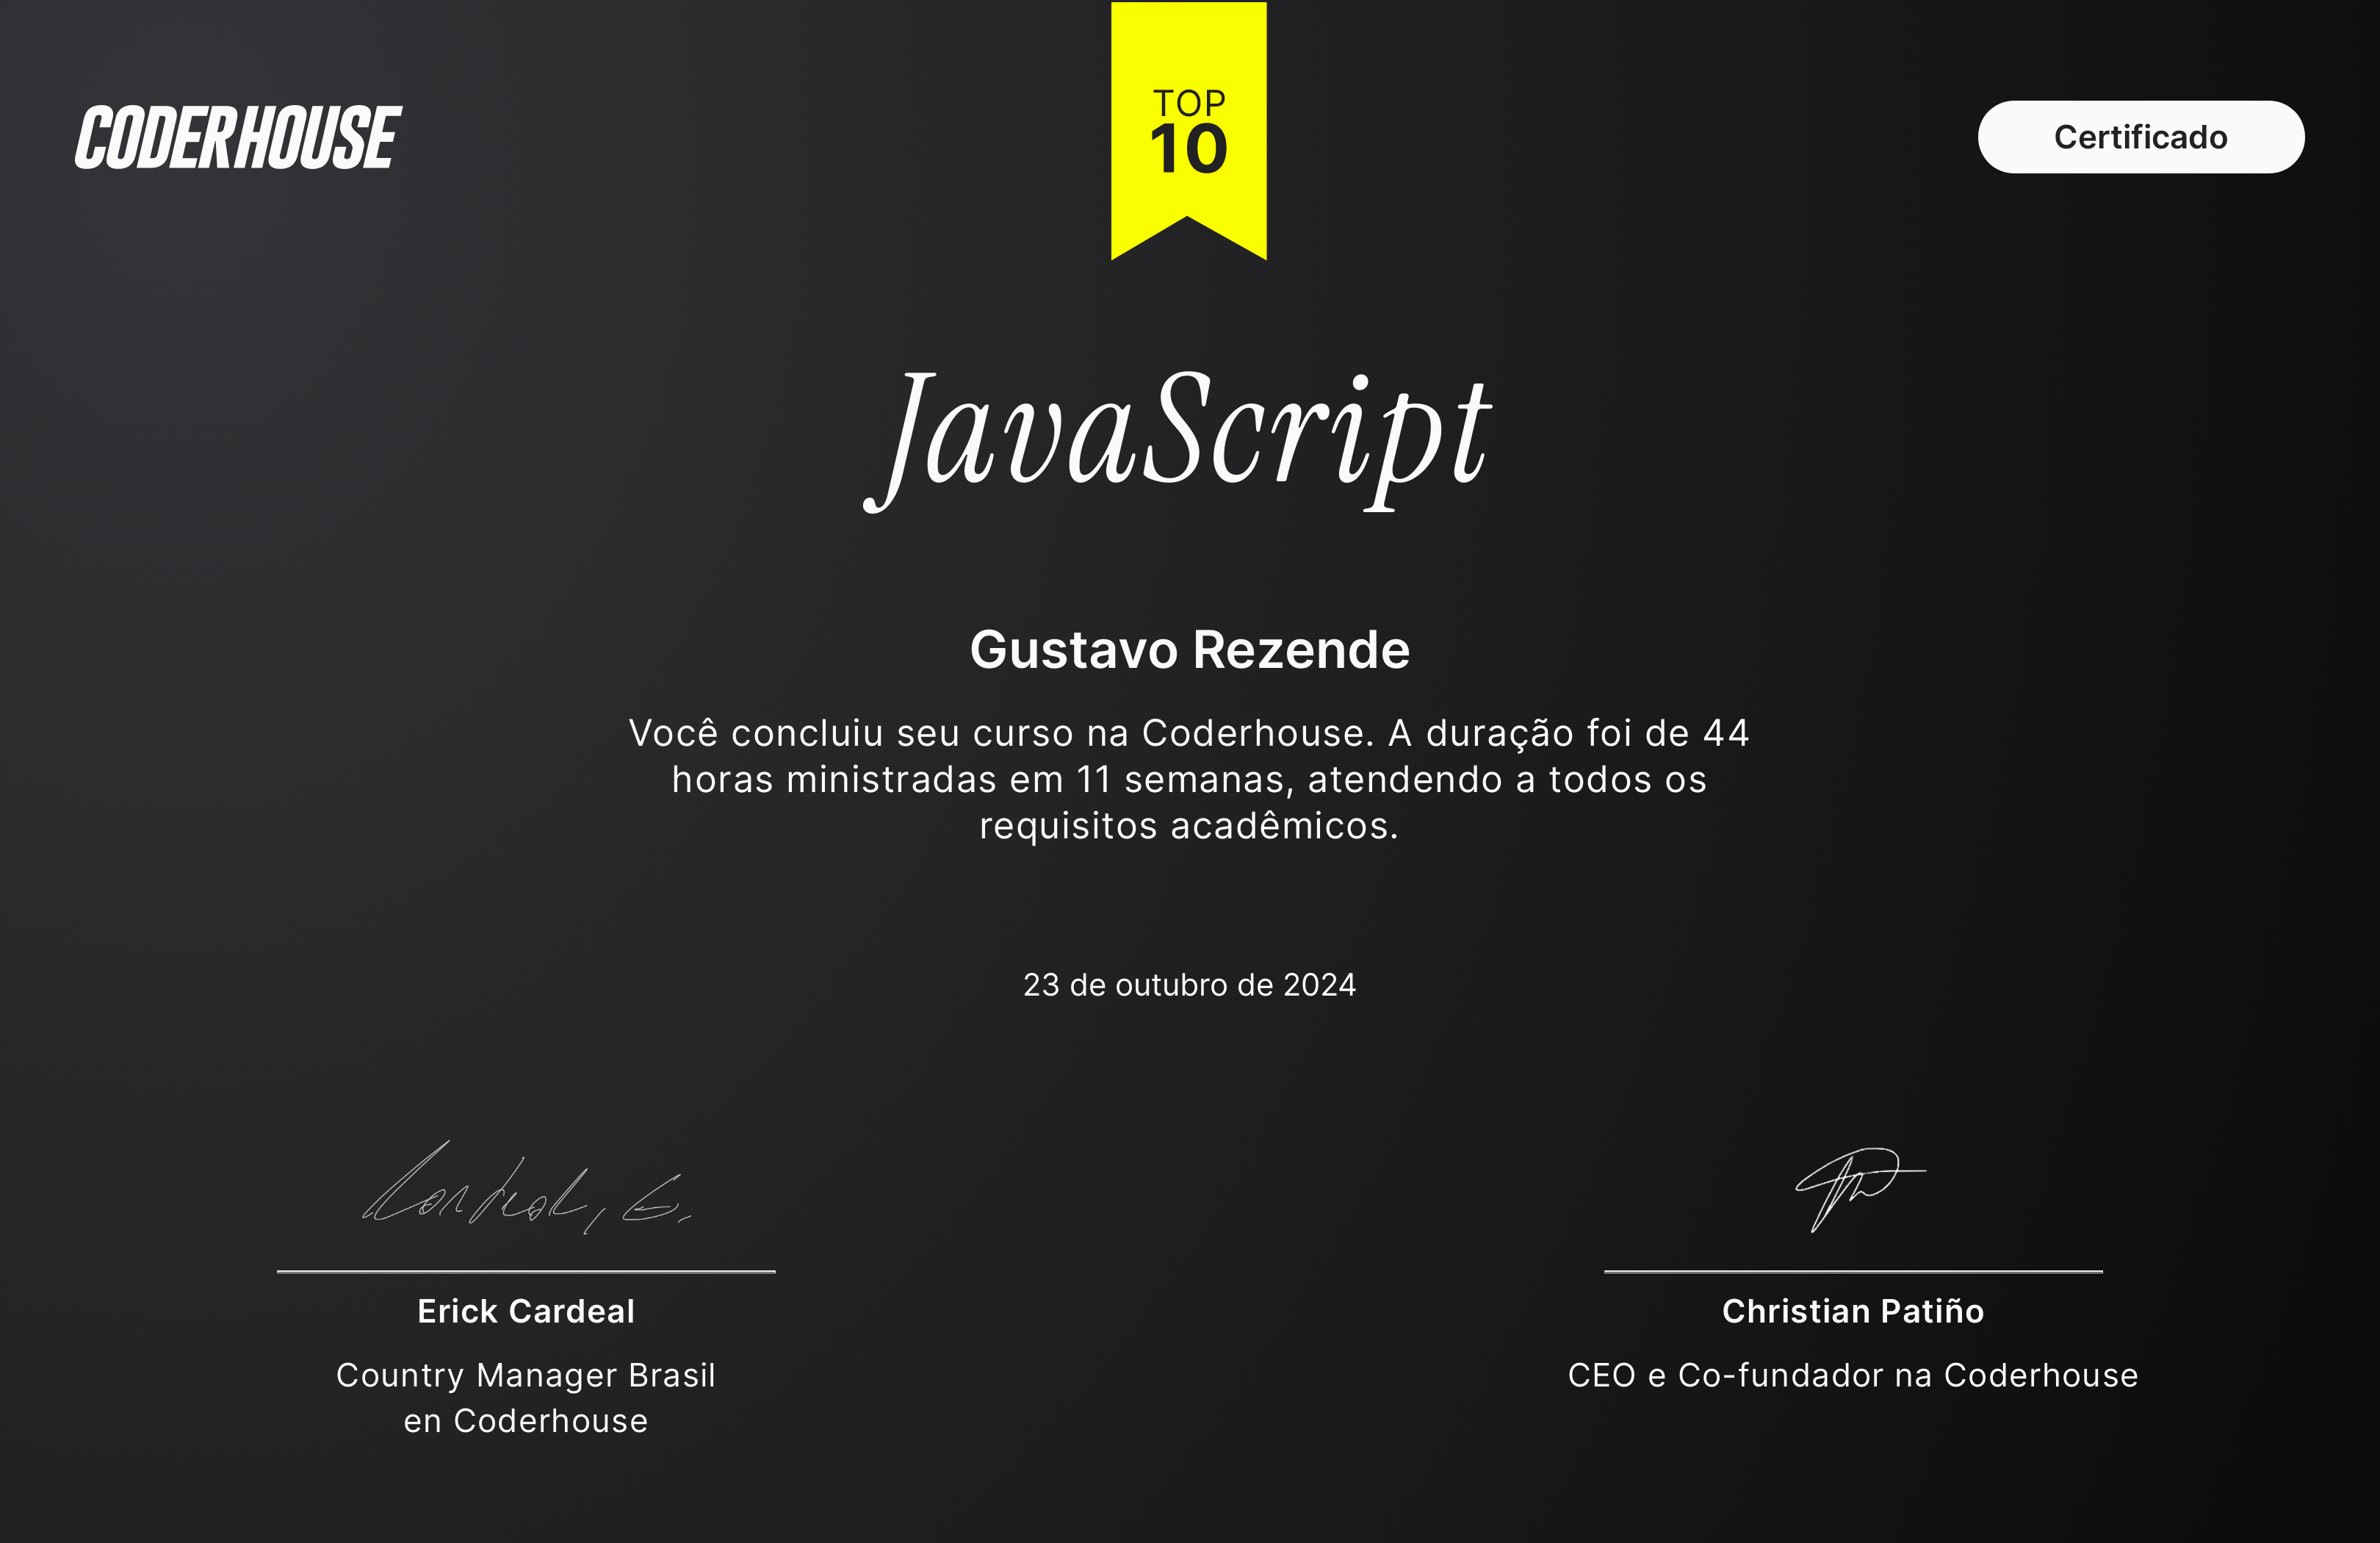 CODERHOUSE
TOP
10
Certificado
JavaScript
Gustavo Rezende
Você concluiu seu curso na Coderhouse. A duração foi de 44
horas ministradas em 11 semanas, atendendo a todos os
requisitos acadêmicos.
23 de outubro de 2024
Cardeal, E.
Erick Cardeal
Country Manager Brasil
en Coderhouse
Christian Patiño
CEO e Co-fundador na Coderhouse